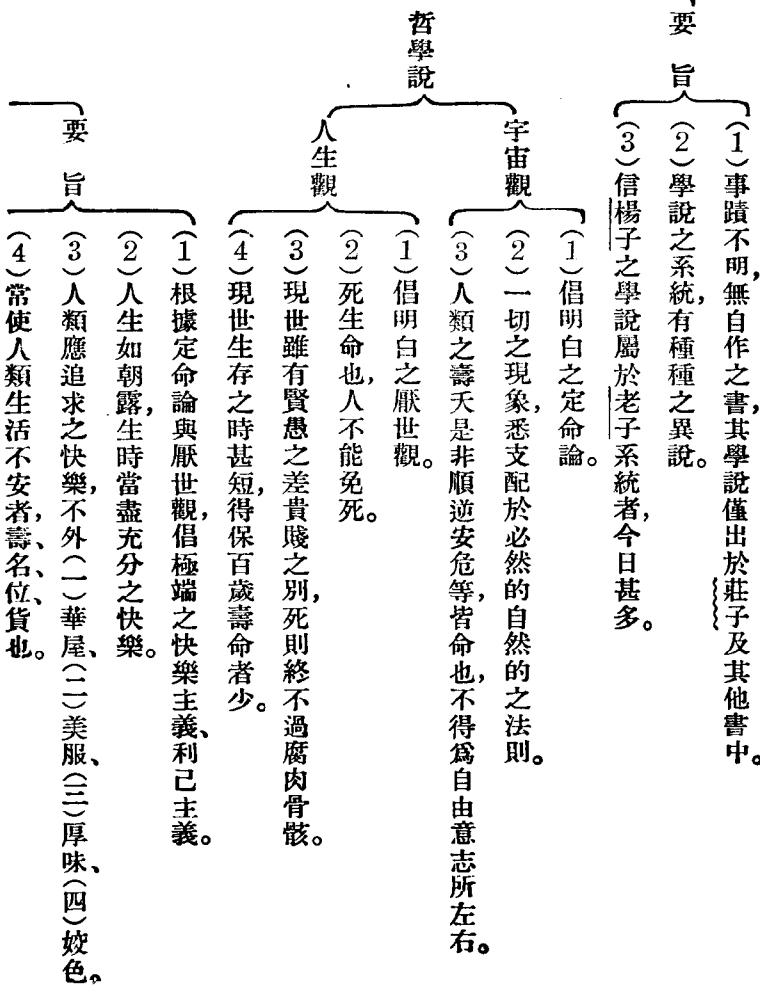 要旨
(1)事蹟不明,無自作之書,其學說僅出於莊子及其他書中。
(2)學說之系統,有種種之異說。
(3)信楊子之學說屬於老子系統者,今日甚多。
哲學說
宇宙觀
(1)倡明白之定命論。
(2)一切之現象,悉支配於必然的自然的之法則。
(3)人類之壽夭是非順逆安危等,皆命也,不得爲自由意志所左右。
人生觀
(1)倡明白之厭世觀。
(2)死生命也,人不能免死。
(3)現世雖有賢愚之差貴賤之別,死則終不過腐肉骨骸。
(4)現世生存之時甚短,得保百歲壽命者少。
要旨
(1)根據定命論與厭世觀,倡極端之快樂主義、利己主義。
(2)人生如朝露,生時當盡充分之快樂。
(3)人類應追求之快樂,不外(一)華屋、(二)美服、(三)厚味、(四)姣色。
(4)常使人類生活不安者,壽、名、位、貨也。